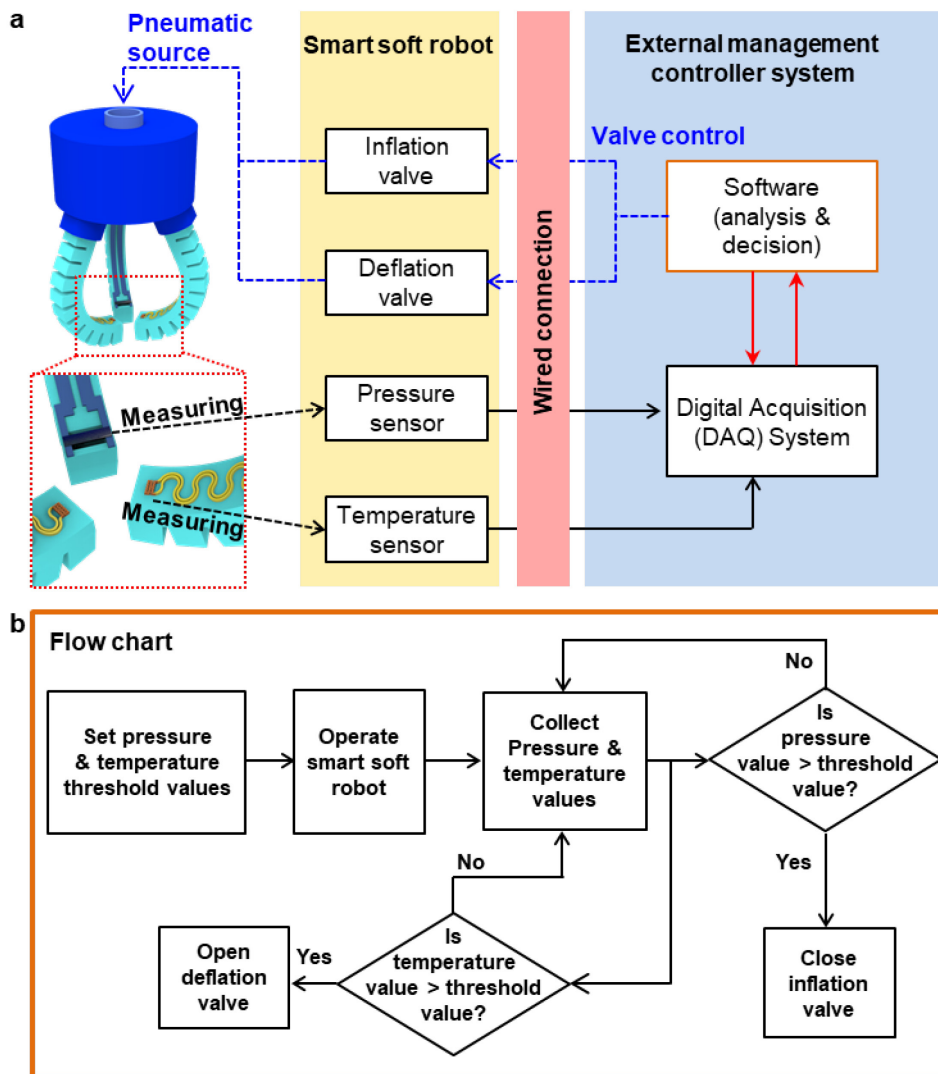 a
Pneumatic
source
Smart soft robot
External management
controller system
Inflation
valve
Valve control
Software
(analysis &
decision)
Deflation
valve
Wired connection
Measuring
Pressure
sensor
Digital Acquisition
(DAQ) System
Measuring
Temperature
sensor
b
Flow chart
Set pressure
& temperature
threshold values
Operate
smart soft
robot
Collect
Pressure &
temperature
values
No
Is
pressure
value > threshold
value?
Yes
Close
inflation
valve
No
Is
temperature
value > threshold
value?
Yes
Open
deflation
valve